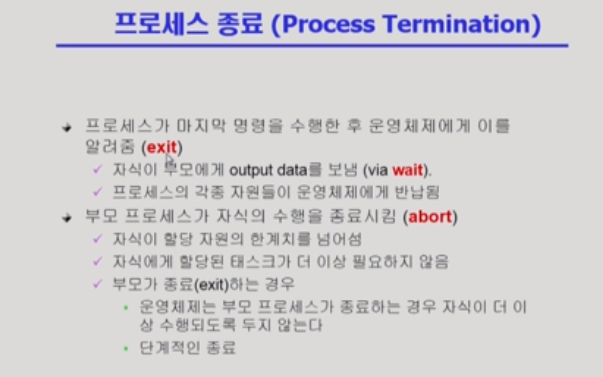 프로세스 종료 (Process Termination)
프로세스가 마지막 명령을 수행한 후 운영체제에게 이를
알려줌 (exit)
자식이 부모에게 output data를 보냄 (via wait).
프로세스의 각종 자원들이 운영체제에게 반납됨
부모 프로세스가 자식의 수행을 종료시킴 (abort)
자식이 할당 자원의 한계치를 넘어섬
자식에게 할당된 태스크가 더 이상 필요하지 않음
부모가 종료(exit)하는 경우
운영체제는 부모 프로세스가 종료하는 경우 자식이 더 이
상 수행되도록 두지 않는다
단계적인 종료